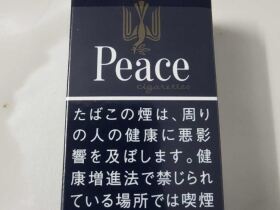 Peace
cigarettes
たばこの煙は、周り
の人の健康に悪影
響を及ぼします。健
康増進法で禁じられ
ている場所では喫煙